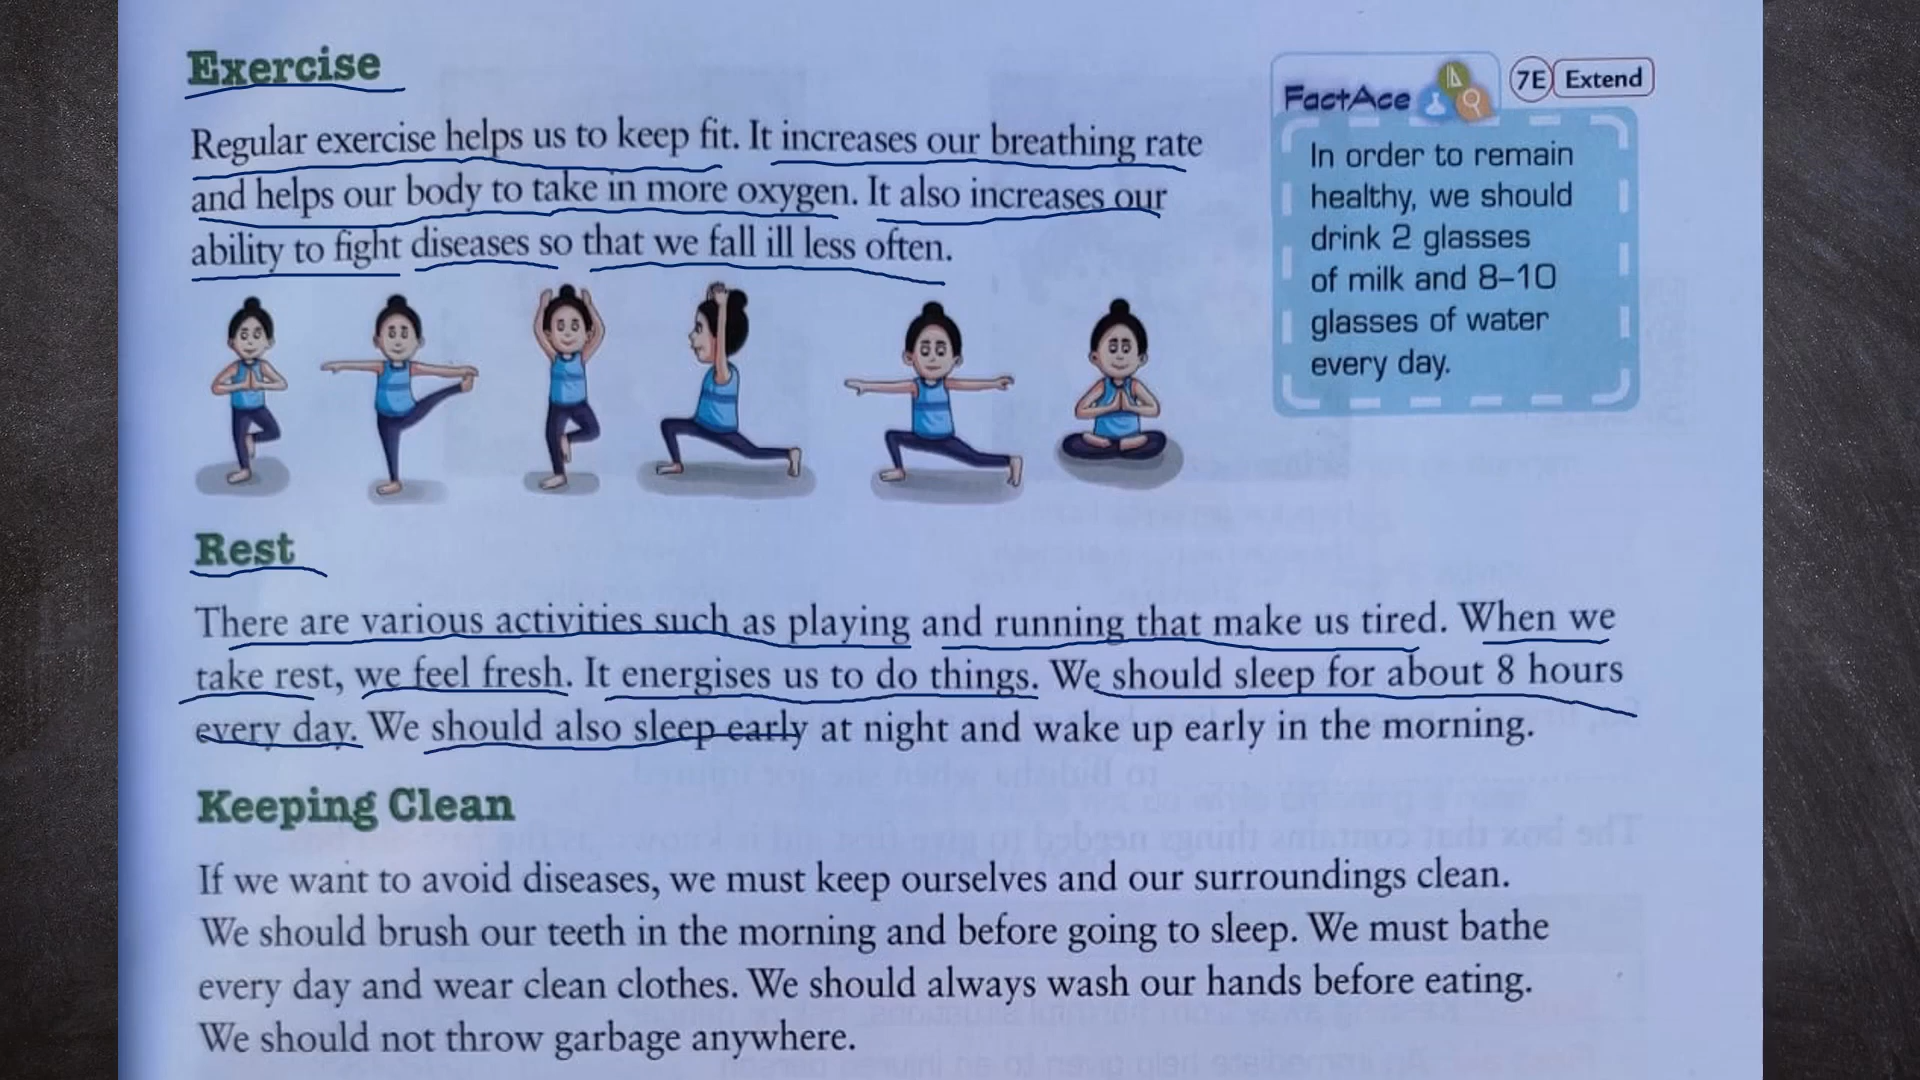 Exercise
Regular exercise helps us to keep fit. It increases our breathing rate
and helps our body to take in more oxygen. It also increases our
ability to fight diseases so that we fall ill less often.
FactAce
7E Extend
In order to remain
healthy, we should
drink 2 glasses
of milk and 8–10
glasses of water
every day.
Rest
There are various activities such as playing and running that make us tired. When we
take rest, we feel fresh. It energises us to do things. We should sleep for about 8 hours
every day. We should also sleep early at night and wake up early in the morning.
Keeping Clean
If we want to avoid diseases, we must keep ourselves and our surroundings clean.
We should brush our teeth in the morning and before going to sleep. We must bathe
every day and wear clean clothes. We should always wash our hands before eating.
We should not throw garbage anywhere.